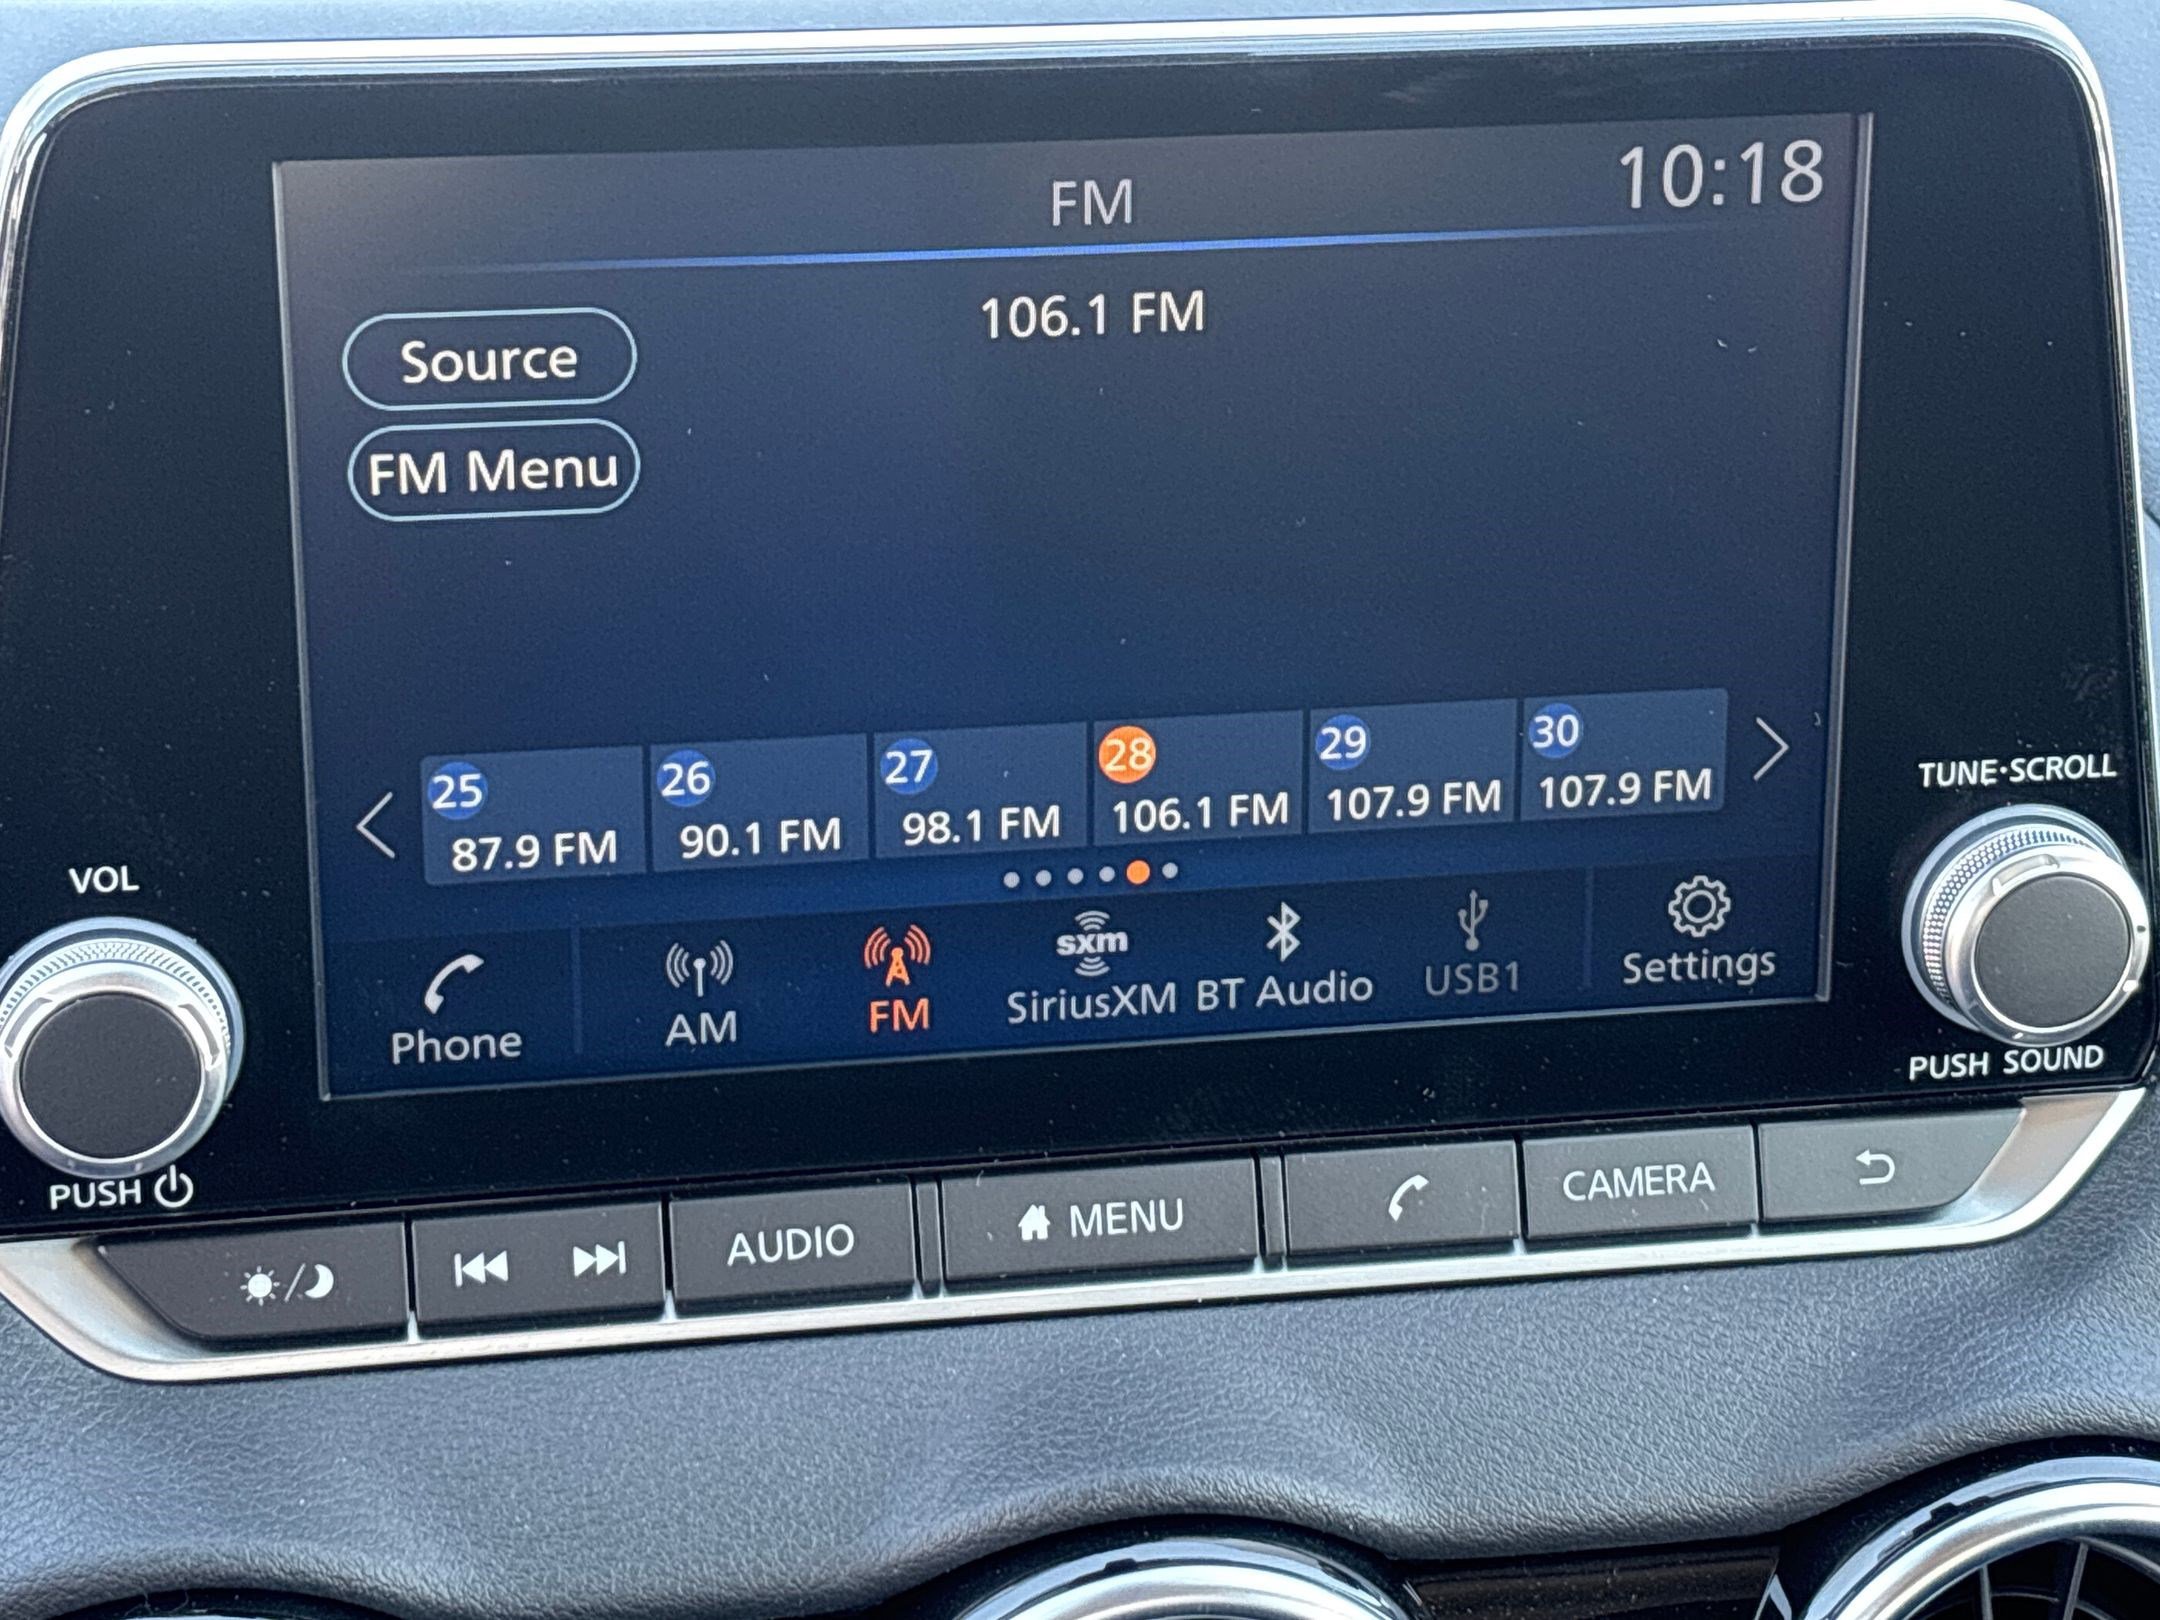 FM
10:18
106.1 FM
Source
FM Menu
25
26
27
28
29
30
87.9 FM
90.1 FM
98.1 FM
106.1 FM
107.9 FM
107.9 FM
TUNE•SCROLL
VOL
Phone
AM
FM
sxm
SiriusXM
BT Audio
USB1
Settings
PUSH SOUND
PUSH
AUDIO
MENU
CAMERA